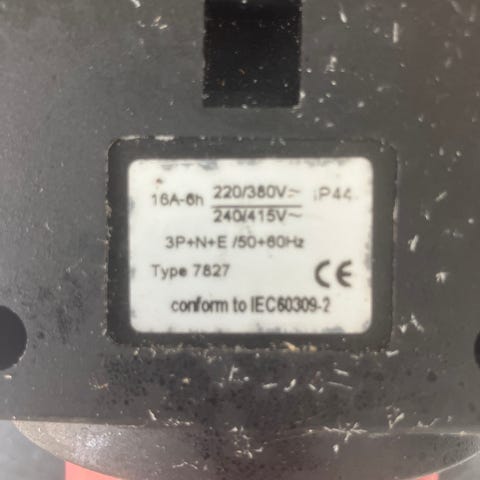 16A-6h 220/380V~ IP44
240/415V~
3P+N+E /50+60Hz
Type 7827 CE
conform to IEC60309-2